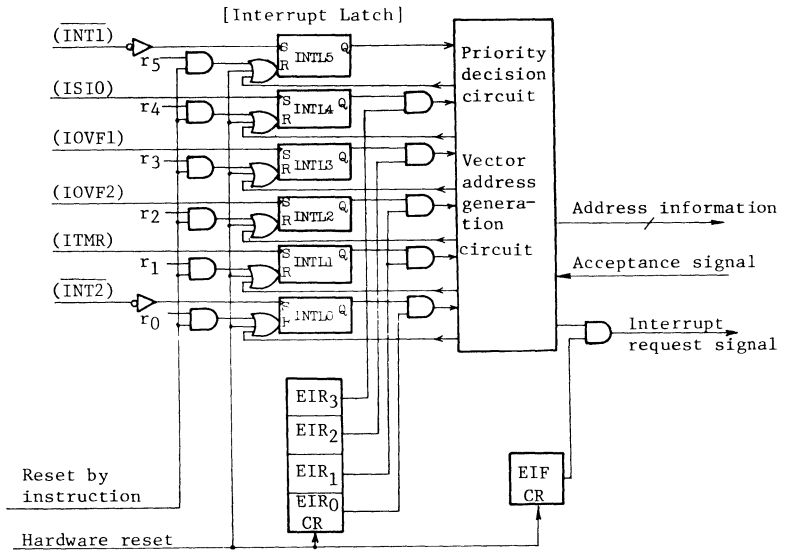 [Interrupt Latch]
(INT1)
r5
S Q
INTL5
R
(ISI0)
r4
S Q
INTL4
R
(IOVF1)
r3
S Q
INTL3
R
(IOVF2)
r2
S Q
INTL2
R
(ITMR)
r1
S Q
INTL1
R
(INT2)
r0
S Q
INTL0
R
Priority
decision
circuit
Vector
address
genera-
tion
circuit
Address information
Acceptance signal
Interrupt
request signal
EIR3
EIR2
EIR1
EIR0
CR
EIF
CR
Reset by
instruction
Hardware reset